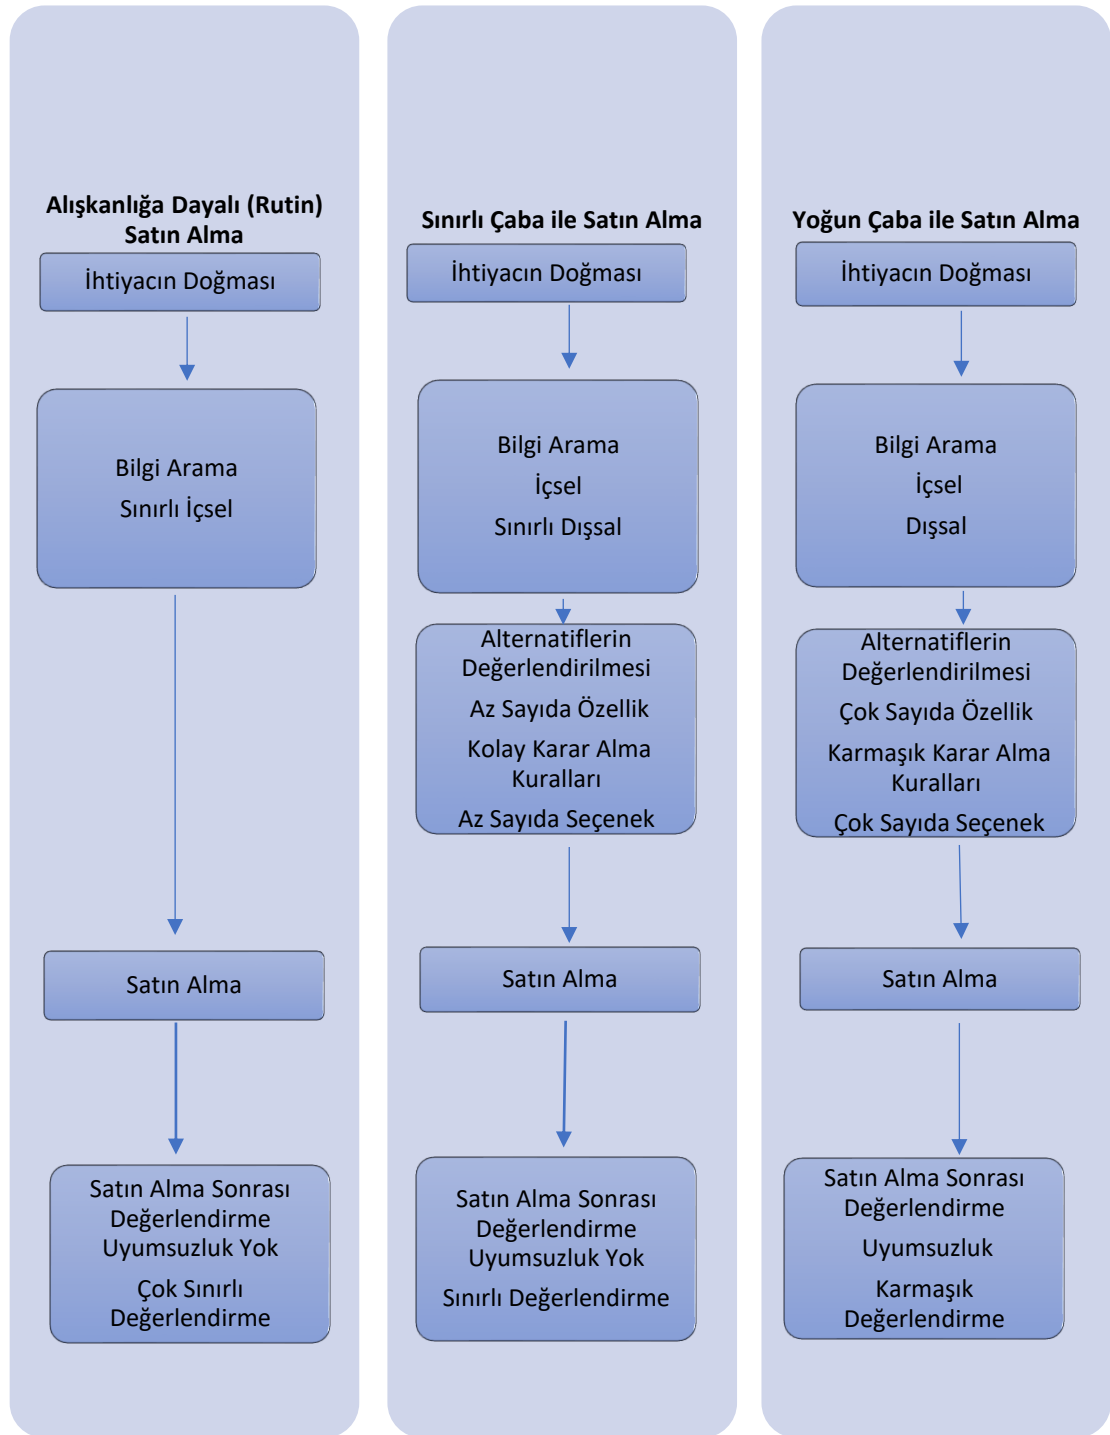 Alışkanlığa Dayalı (Rutin)
Satın Alma
İhtiyacın Doğması
Bilgi Arama
Sınırlı İçsel
Satın Alma
Satın Alma Sonrası
Değerlendirme
Uyumsuzluk Yok
Çok Sınırlı
Değerlendirme
Sınırlı Çaba ile Satın Alma
İhtiyacın Doğması
Bilgi Arama
İçsel
Sınırlı Dışsal
Alternatiflerin
Değerlendirilmesi
Az Sayıda Özellik
Kolay Karar Alma
Kuralları
Az Sayıda Seçenek
Satın Alma
Satın Alma Sonrası
Değerlendirme
Uyumsuzluk Yok
Sınırlı Değerlendirme
Yoğun Çaba ile Satın Alma
İhtiyacın Doğması
Bilgi Arama
İçsel
Dışsal
Alternatiflerin
Değerlendirilmesi
Çok Sayıda Özellik
Karmaşık Karar Alma
Kuralları
Çok Sayıda Seçenek
Satın Alma
Satın Alma Sonrası
Değerlendirme
Uyumsuzluk
Karmaşık
Değerlendirme